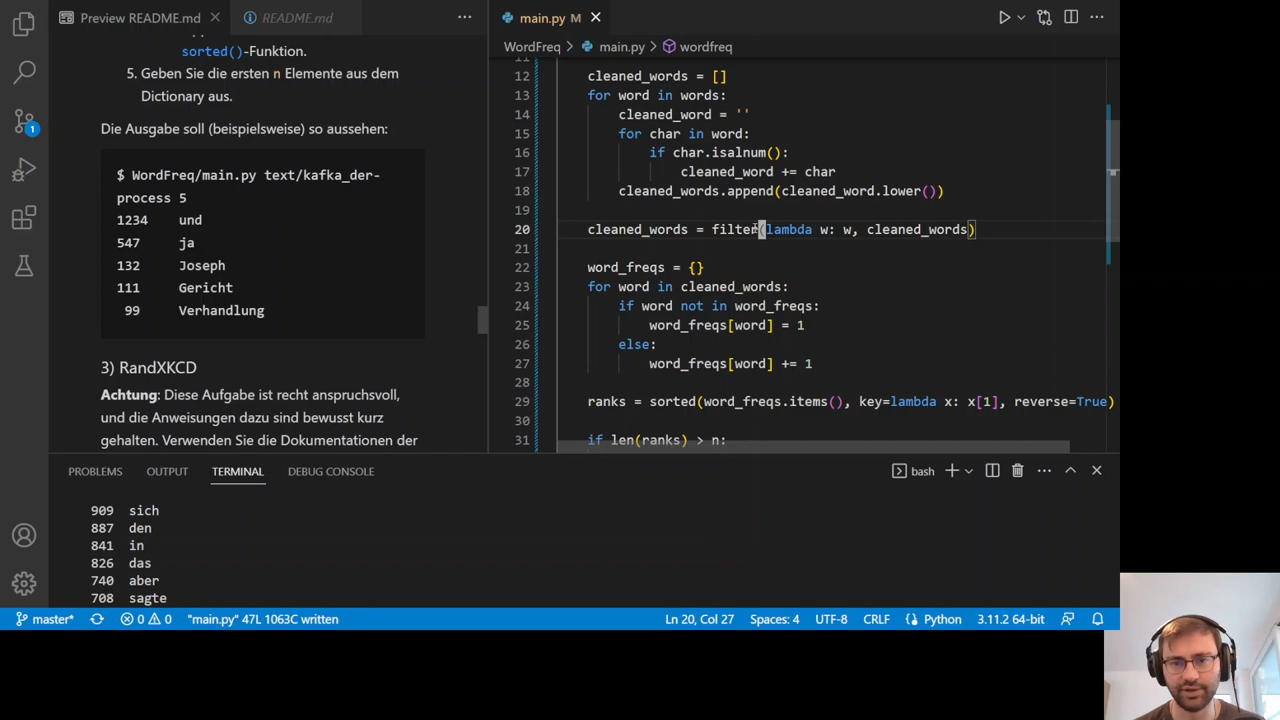 Preview README.md
README.md
main.py M
WordFreq > main.py > wordfreq
sorted()-Funktion.
5. Geben Sie die ersten n Elemente aus dem
Dictionary aus.
Die Ausgabe soll (beispielsweise) so aussehen:
$ WordFreq/main.py text/kafka_der-
process 5
1234 und
547 ja
132 Joseph
111 Gericht
99 Verhandlung
3) RandXKCD
Achtung: Diese Aufgabe ist recht anspruchsvoll,
und die Anweisungen dazu sind bewusst kurz
gehalten. Verwenden Sie die Dokumentationen der
12 cleaned_words = []
13 for word in words:
14 cleaned_word = ''
15 for char in word:
16 if char.isalnum():
17 cleaned_word += char
18 cleaned_words.append(cleaned_word.lower())
19
20 cleaned_words = filter(lambda w: w, cleaned_words)
21
22 word_freqs = {}
23 for word in cleaned_words:
24 if word not in word_freqs:
25 word_freqs[word] = 1
26 else:
27 word_freqs[word] += 1
28
29 ranks = sorted(word_freqs.items(), key=lambda x: x[1], reverse=True)
30
31 if len(ranks) > n:
1
PROBLEMS OUTPUT TERMINAL DEBUG CONSOLE
bash
909 sich
887 den
841 in
826 das
740 aber
708 sagte
master* 0 0 "main.py" 47L 1063C written
Ln 20, Col 27 Spaces: 4 UTF-8 CRLF Python 3.11.2 64-bit